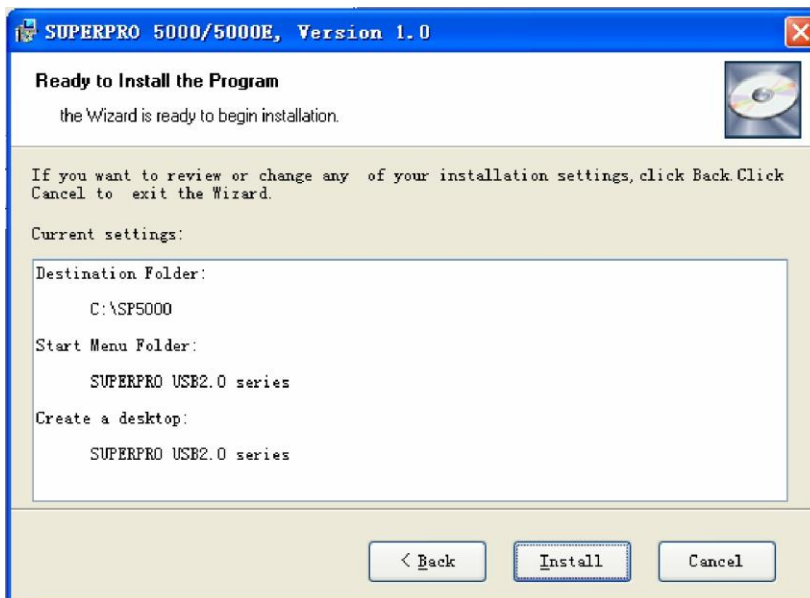 SUPERPRO 5000/5000E, Version 1.0
Ready to Install the Program
the Wizard is ready to begin installation.
If you want to review or change any  of your installation settings,click Back.Click
Cancel to  exit the Wizard.
Current settings:
Destination Folder:
C:\SP5000
Start Menu Folder:
SUPERPRO USB2.0 series
Create a desktop:
SUPERPRO USB2.0 series
< Back
Install
Cancel